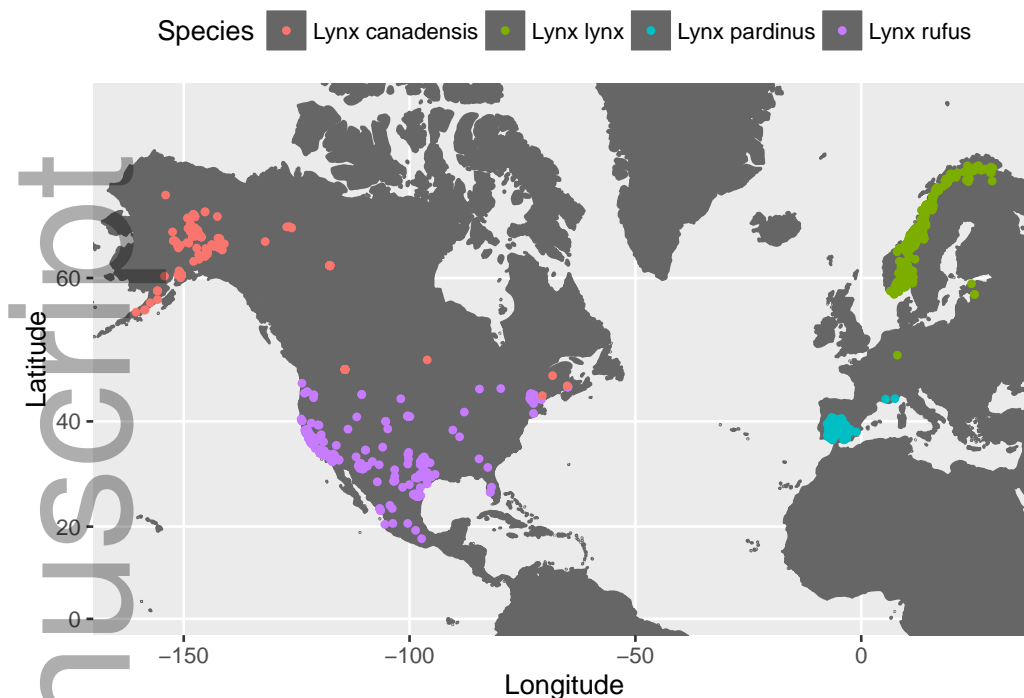 Species Lynx canadensis Lynx lynx Lynx pardinus Lynx rufus
nuscript
Latitude
60
40
20
0
−150 −100 −50 0
Longitude